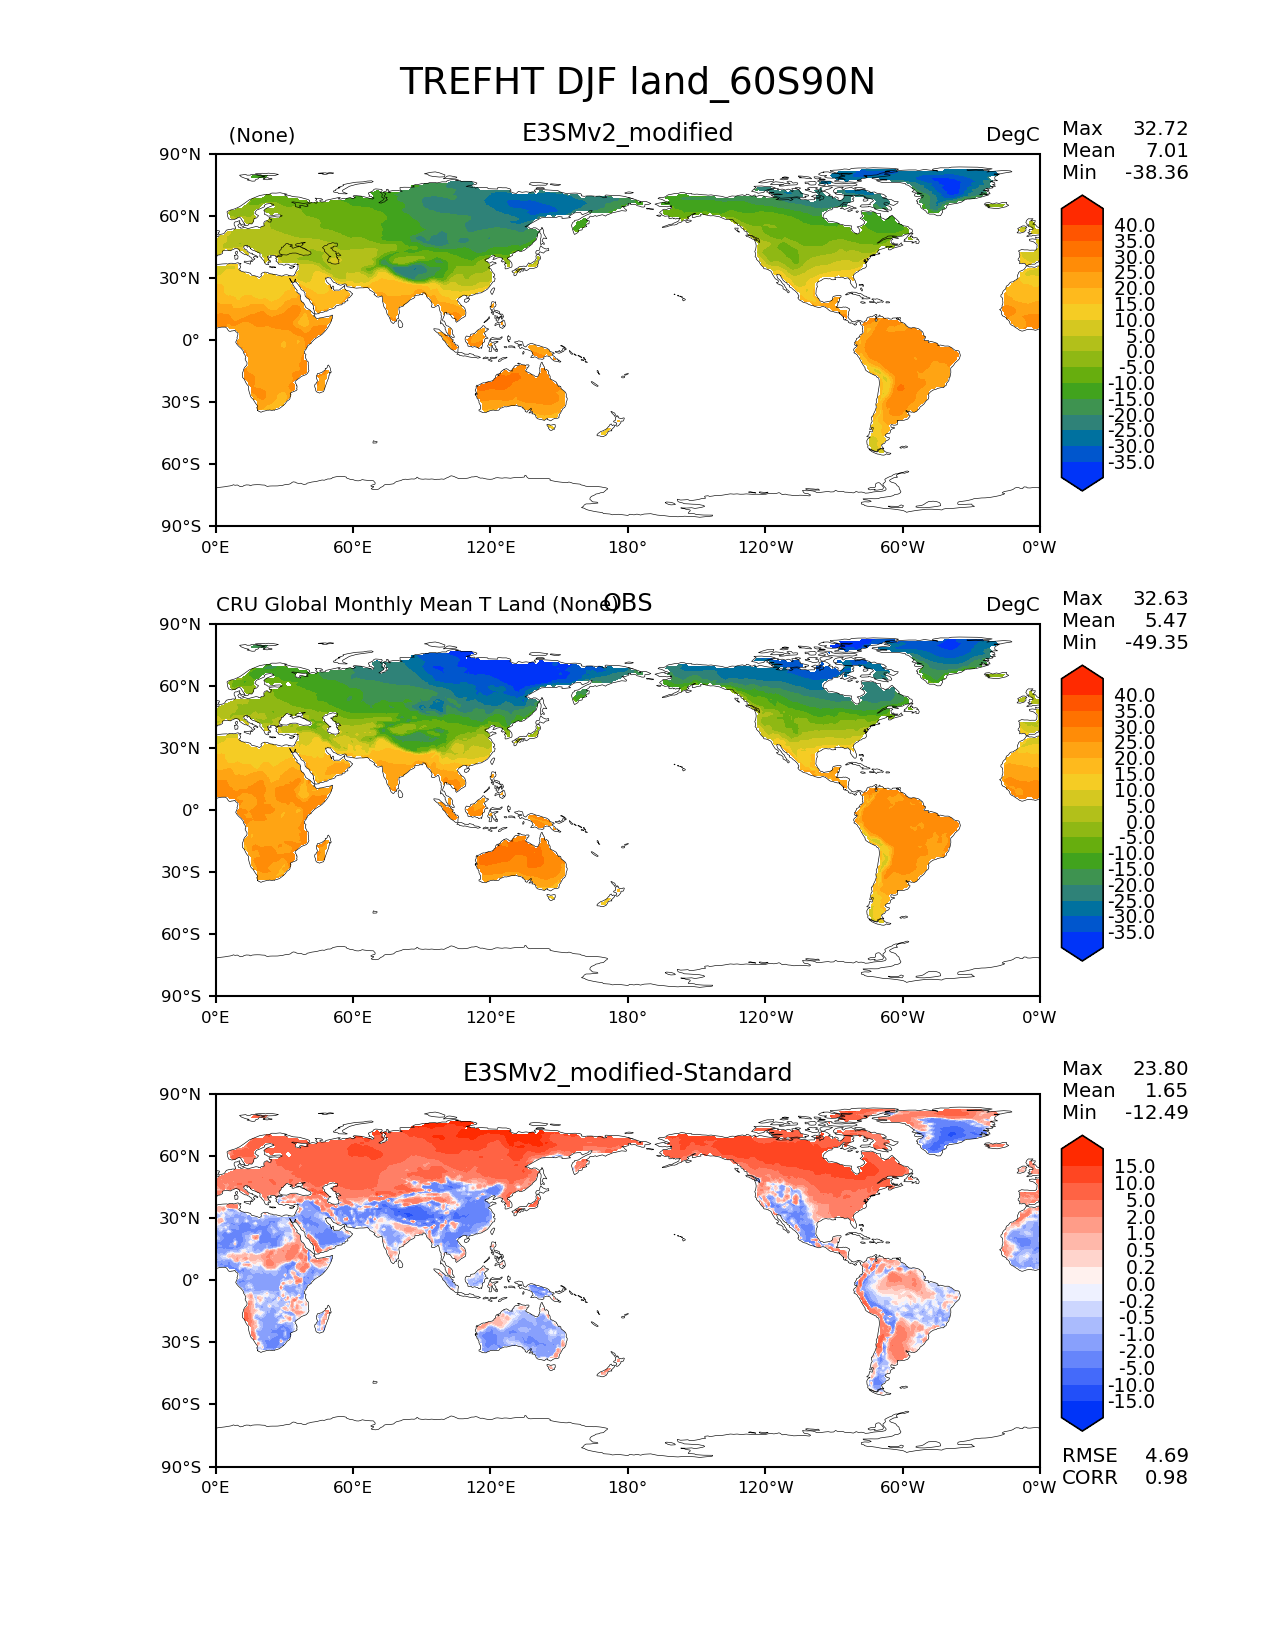 TREFHT DJF land_60S90N
(None) E3SMv2_modified DegC
Max 32.72
Mean 7.01
Min -38.36
90°N
60°N
30°N
0°
30°S
60°S
90°S
0°E 60°E 120°E 180° 120°W 60°W 0°W
40.0
35.0
30.0
25.0
20.0
15.0
10.0
5.0
0.0
-5.0
-10.0
-15.0
-20.0
-25.0
-30.0
-35.0
CRU Global Monthly Mean T Land (None) OBS DegC
Max 32.63
Mean 5.47
Min -49.35
90°N
60°N
30°N
0°
30°S
60°S
90°S
0°E 60°E 120°E 180° 120°W 60°W 0°W
40.0
35.0
30.0
25.0
20.0
15.0
10.0
5.0
0.0
-5.0
-10.0
-15.0
-20.0
-25.0
-30.0
-35.0
E3SMv2_modified-Standard
Max 23.80
Mean 1.65
Min -12.49
90°N
60°N
30°N
0°
30°S
60°S
90°S
0°E 60°E 120°E 180° 120°W 60°W 0°W
15.0
10.0
5.0
2.0
1.0
0.5
0.2
0.0
-0.2
-0.5
-1.0
-2.0
-5.0
-10.0
-15.0
RMSE 4.69
CORR 0.98